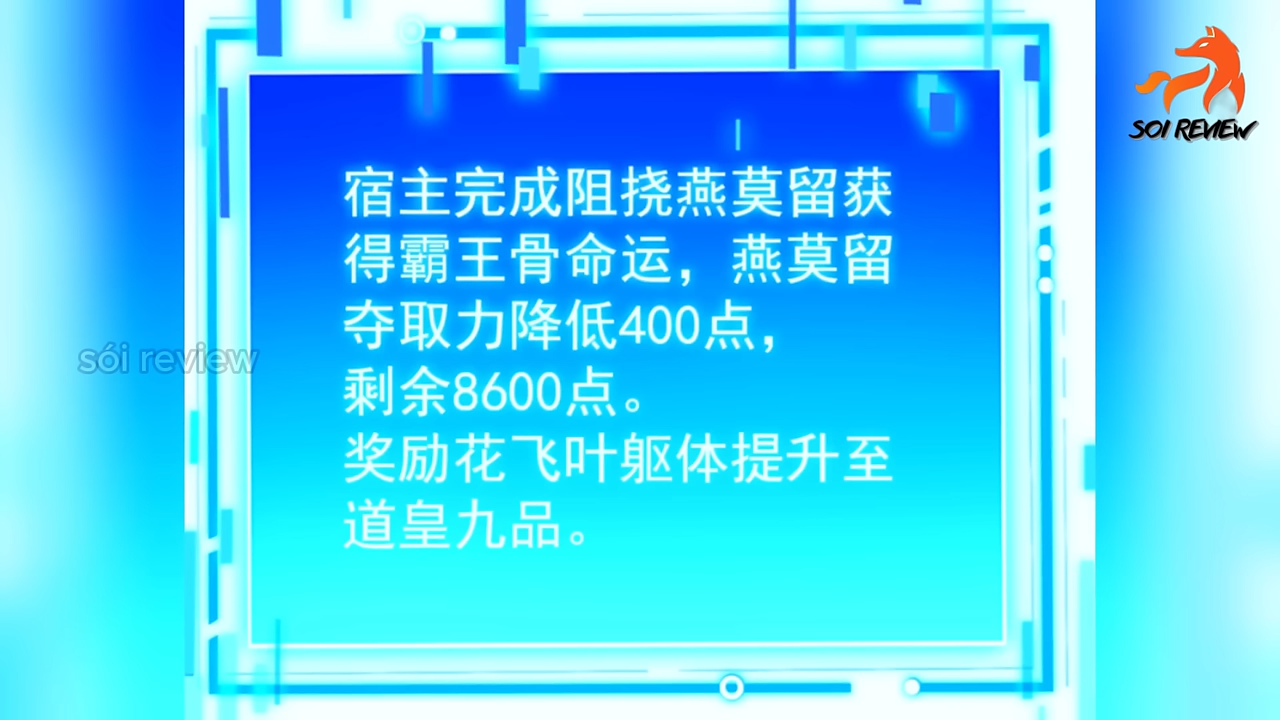 SOI REVIEW
宿主完成阻挠燕莫留获
得霸王骨命运，燕莫留
夺取力降低400点，
剩余8600点。
奖励花飞叶躯体提升至
道皇九品。
sói review